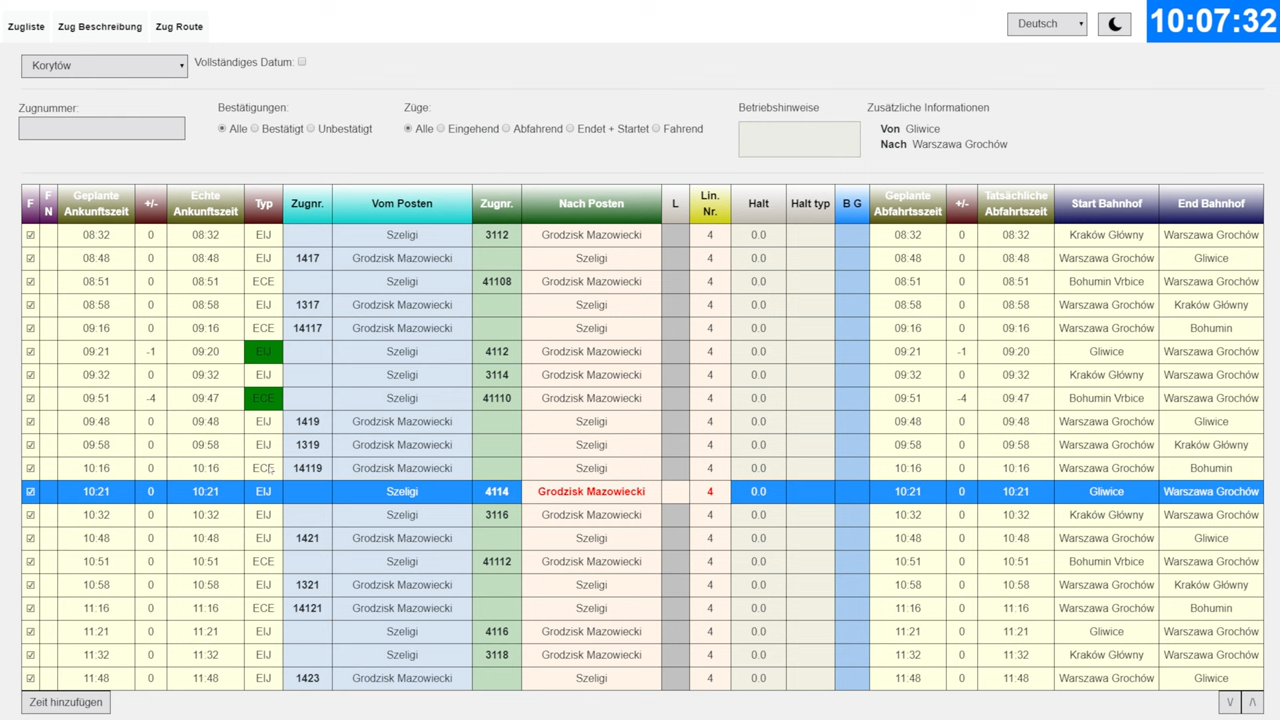 Zugliste Zug Beschreibung Zug Route Deutsch 10:07:32
Korytów Vollständiges Datum:
Zugnummer: Bestätigungen: Züge: Betriebshinweise Zusätzliche Informationen
Alle Bestätigt Unbestätigt Alle Eingehend Abfahrend Endet + Startet Fahrend Von Gliwice
Nach Warszawa Grochów
F F N Geplante Ankunftszeit +/- Echte Ankunftszeit Typ Zugnr. Vom Posten Zugnr. Nach Posten L Lin. Nr. Halt Halt typ B G Geplante Abfahrtsszeit +/- Tatsächliche Abfahrtszeit Start Bahnhof End Bahnhof
08:32 0 08:32 EIJ Szeligi 3112 Grodzisk Mazowiecki 4 0.0 08:32 0 08:32 Kraków Główny Warszawa Grochów
08:48 0 08:48 EIJ 1417 Grodzisk Mazowiecki Szeligi 4 0.0 08:48 0 08:48 Warszawa Grochów Gliwice
08:51 0 08:51 ECE Szeligi 41108 Grodzisk Mazowiecki 4 0.0 08:51 0 08:51 Bohumin Vrbice Warszawa Grochów
08:58 0 08:58 EIJ 1317 Grodzisk Mazowiecki Szeligi 4 0.0 08:58 0 08:58 Warszawa Grochów Kraków Główny
09:16 0 09:16 ECE 14117 Grodzisk Mazowiecki Szeligi 4 0.0 09:16 0 09:16 Warszawa Grochów Bohumin
09:21 -1 09:20 EIJ Szeligi 4112 Grodzisk Mazowiecki 4 0.0 09:21 -1 09:20 Gliwice Warszawa Grochów
09:32 0 09:32 EIJ Szeligi 3114 Grodzisk Mazowiecki 4 0.0 09:32 0 09:32 Kraków Główny Warszawa Grochów
09:51 -4 09:47 ECE Szeligi 41110 Grodzisk Mazowiecki 4 0.0 09:51 -4 09:47 Bohumin Vrbice Warszawa Grochów
09:48 0 09:48 EIJ 1419 Grodzisk Mazowiecki Szeligi 4 0.0 09:48 0 09:48 Warszawa Grochów Gliwice
09:58 0 09:58 EIJ 1319 Grodzisk Mazowiecki Szeligi 4 0.0 09:58 0 09:58 Warszawa Grochów Kraków Główny
10:16 0 10:16 ECE 14119 Grodzisk Mazowiecki Szeligi 4 0.0 10:16 0 10:16 Warszawa Grochów Bohumin
10:21 0 10:21 EIJ Szeligi 4114 Grodzisk Mazowiecki 4 0.0 10:21 0 10:21 Gliwice Warszawa Grochów
10:32 0 10:32 EIJ Szeligi 3116 Grodzisk Mazowiecki 4 0.0 10:32 0 10:32 Kraków Główny Warszawa Grochów
10:48 0 10:48 EIJ 1421 Grodzisk Mazowiecki Szeligi 4 0.0 10:48 0 10:48 Warszawa Grochów Gliwice
10:51 0 10:51 ECE Szeligi 41112 Grodzisk Mazowiecki 4 0.0 10:51 0 10:51 Bohumin Vrbice Warszawa Grochów
10:58 0 10:58 EIJ 1321 Grodzisk Mazowiecki Szeligi 4 0.0 10:58 0 10:58 Warszawa Grochów Kraków Główny
11:16 0 11:16 ECE 14121 Grodzisk Mazowiecki Szeligi 4 0.0 11:16 0 11:16 Warszawa Grochów Bohumin
11:21 0 11:21 EIJ Szeligi 4116 Grodzisk Mazowiecki 4 0.0 11:21 0 11:21 Gliwice Warszawa Grochów
11:32 0 11:32 EIJ Szeligi 3118 Grodzisk Mazowiecki 4 0.0 11:32 0 11:32 Kraków Główny Warszawa Grochów
11:48 0 11:48 EIJ 1423 Grodzisk Mazowiecki Szeligi 4 0.0 11:48 0 11:48 Warszawa Grochów Gliwice
Zeit hinzufügen V Λ